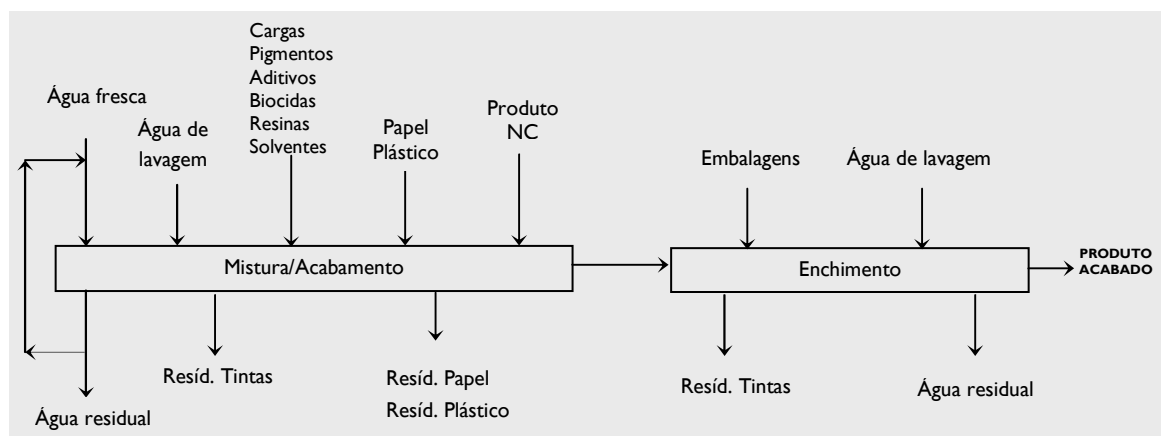 Água fresca
Água de
lavagem
Cargas
Pigmentos
Aditivos
Biocidas
Resinas
Solventes
Papel
Plástico
Produto
NC
Embalagens
Água de lavagem
Mistura/Acabamento
Enchimento
PRODUTO
ACABADO
Água residual
Resíd. Tintas
Resíd. Papel
Resíd. Plástico
Resíd. Tintas
Água residual